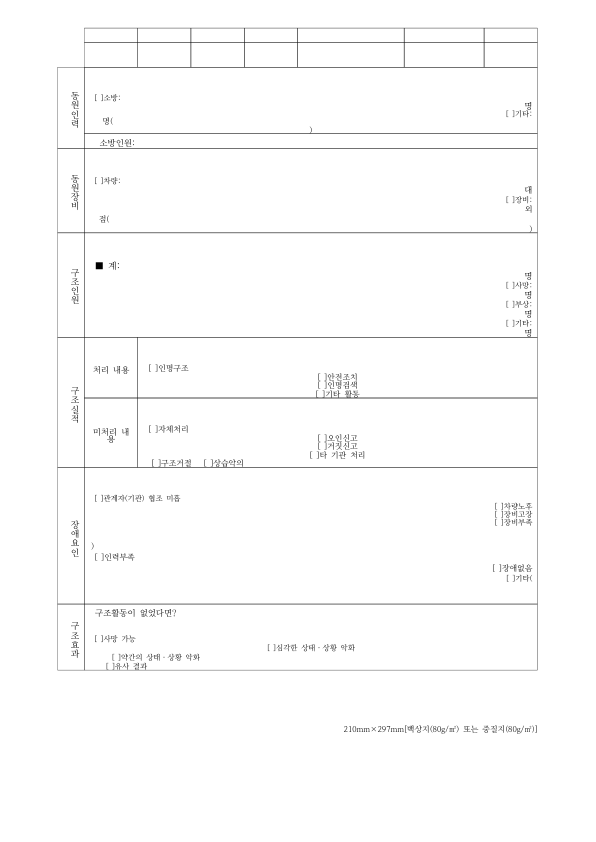 동원인력
[ ]소방:
명
[ ]기타:
명(
)
소방인원:
동원장비
[ ]차량:
대
[ ]장비:
외
점(
)
구조인원
■ 계:
명
[ ]사망:
명
[ ]부상:
명
[ ]기타:
명
구조실적
처리 내용
[ ]인명구조
[ ]안전조치
[ ]인명검색
[ ]기타 활동
미처리 내
용
[ ]자체처리
[ ]오인신고
[ ]거짓신고
[ ]타 기관 처리
[ ]구조거절 [ ]상습악의
장애요인
[ ]관계자(기관) 협조 미흡
[ ]차량노후
[ ]장비고장
[ ]장비부족
)
[ ]인력부족
[ ]장애없음
[ ]기타(
구조효과
구조활동이 없었다면?
[ ]사망 가능
[ ]심각한 상태ㆍ상황 악화
[ ]약간의 상태ㆍ상황 악화
[ ]유사 결과
210mm×297mm[백상지(80g/㎡) 또는 중질지(80g/㎡)]